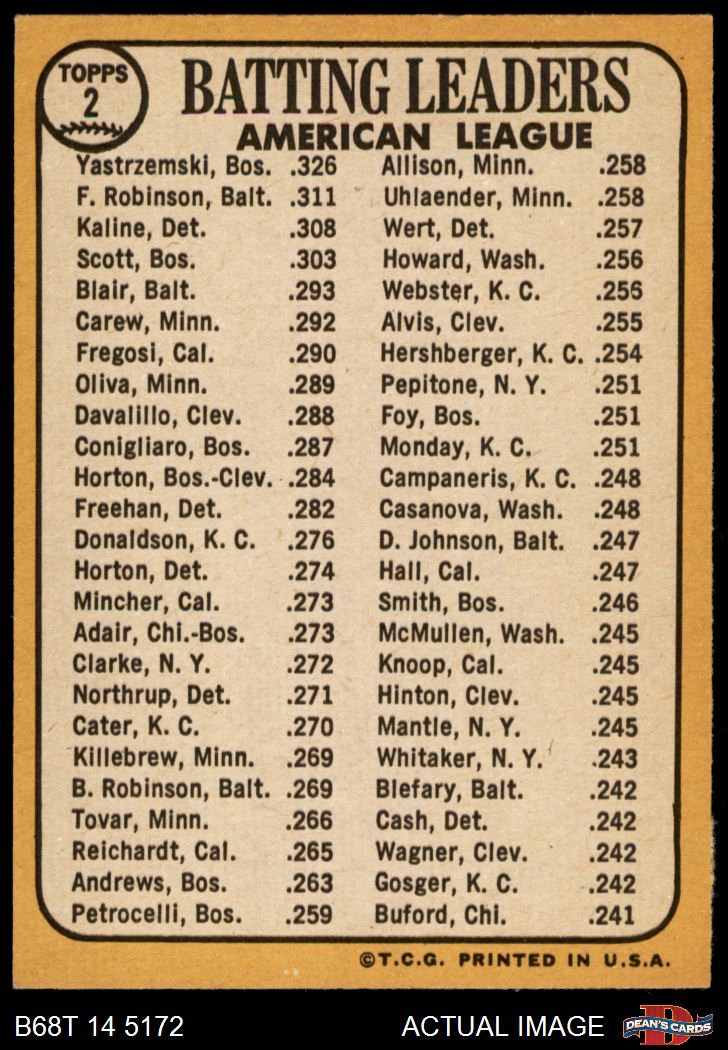 TOPPS
2
BATTING LEADERS
AMERICAN LEAGUE
Yastrzemski, Bos. .326
F. Robinson, Balt. .311
Kaline, Det. .308
Scott, Bos. .303
Blair, Balt. .293
Carew, Minn. .292
Fregosi, Cal. .290
Oliva, Minn. .289
Davalillo, Clev. .288
Conigliaro, Bos. .287
Horton, Bos.-Clev. .284
Freehan, Det. .282
Donaldson, K. C. .276
Horton, Det. .274
Mincher, Cal. .273
Adair, Chi.-Bos. .273
Clarke, N. Y. .272
Northrup, Det. .271
Cater, K. C. .270
Killebrew, Minn. .269
B. Robinson, Balt. .269
Tovar, Minn. .266
Reichardt, Cal. .265
Andrews, Bos. .263
Petrocelli, Bos. .259
Allison, Minn. .258
Uhlaender, Minn. .258
Wert, Det. .257
Howard, Wash. .256
Webster, K. C. .256
Alvis, Clev. .255
Hershberger, K. C. .254
Pepitone, N. Y. .251
Foy, Bos. .251
Monday, K. C. .251
Campaneris, K. C. .248
Casanova, Wash. .248
D. Johnson, Balt. .247
Hall, Cal. .247
Smith, Bos. .246
McMullen, Wash. .245
Knoop, Cal. .245
Hinton, Clev. .245
Mantle, N. Y. .245
Whitaker, N. Y. .243
Blefary, Balt. .242
Cash, Det. .242
Wagner, Clev. .242
Gosger, K. C. .242
Buford, Chi. .241
©T.C.G. PRINTED IN U.S.A.
B68T 14 5172
ACTUAL IMAGE
DEAN'S CARDS